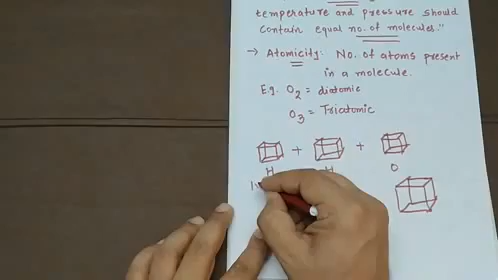 temperature and pressure should
contain equal no. of molecules."
→ Atomicity: No. of atoms present
in a molecule.
E.g. O₂ = diatomic
O₃ = Triatomic
+ +
H H O
1